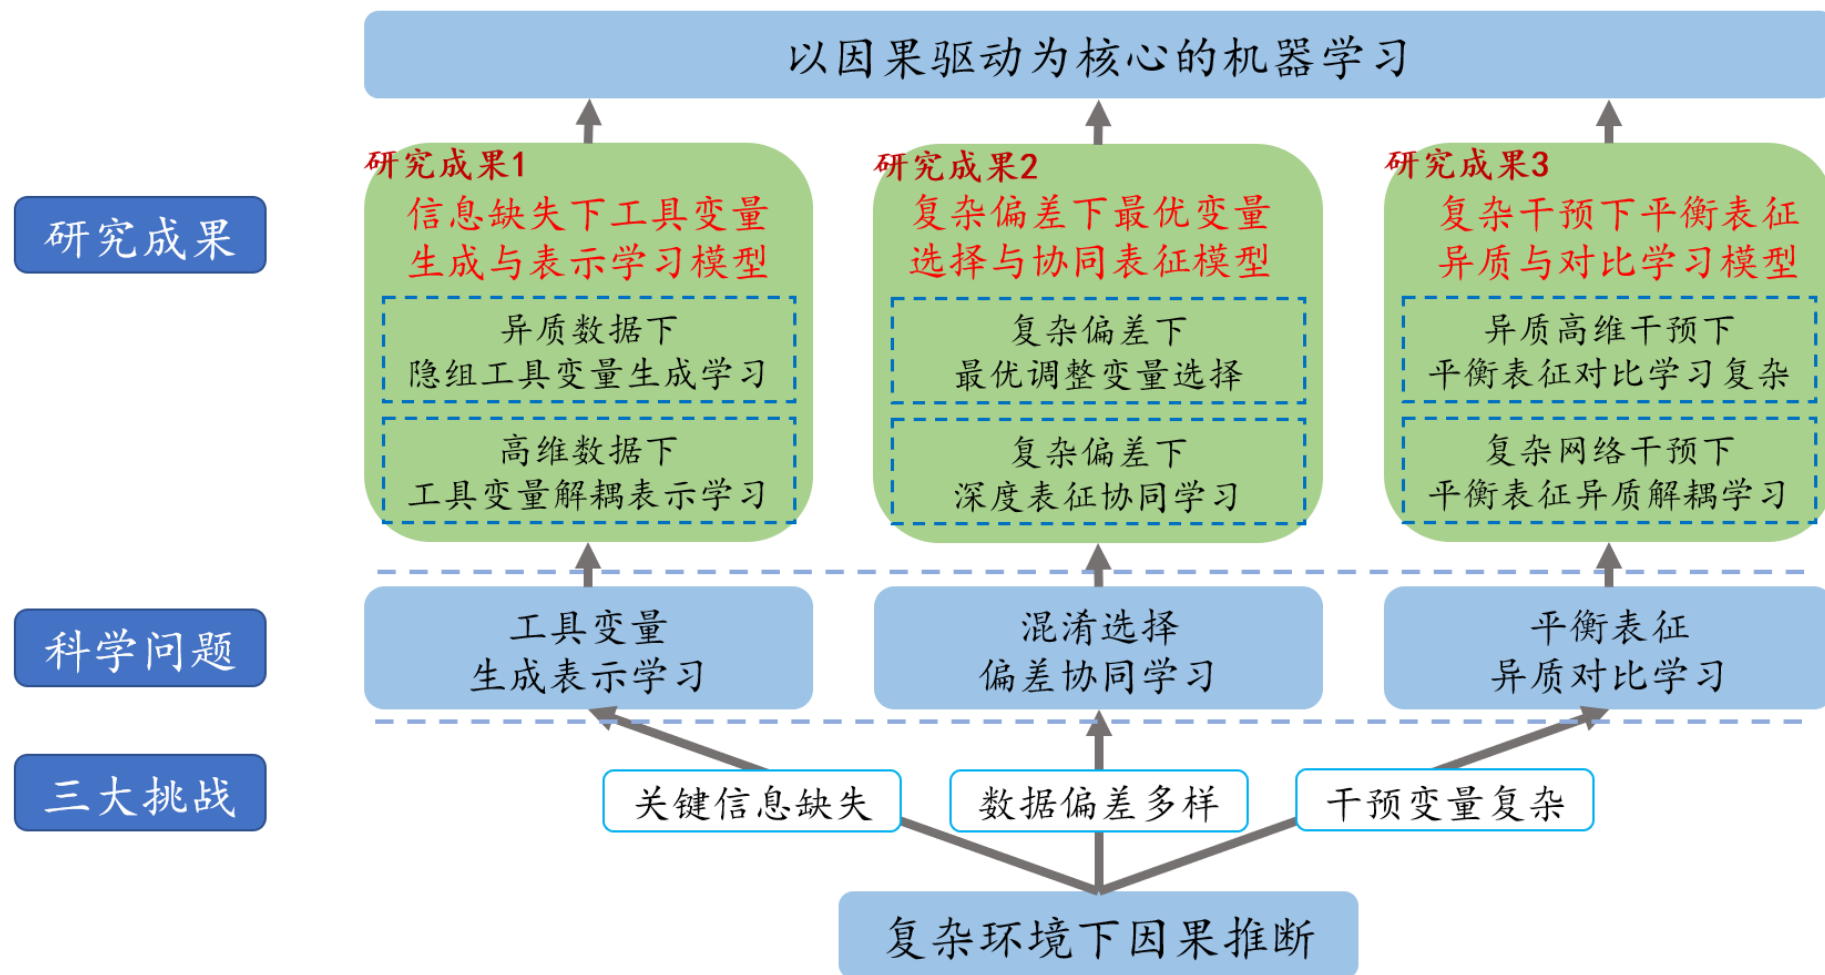 以因果驱动为核心的机器学习
研究成果
研究成果1
信息缺失下工具变量
生成与表示学习模型
异质数据下
隐组工具变量生成学习
高维数据下
工具变量解耦表示学习
研究成果2
复杂偏差下最优变量
选择与协同表征模型
复杂偏差下
最优调整变量选择
复杂偏差下
深度表征协同学习
研究成果3
复杂干预下平衡表征
异质与对比学习模型
异质高维干预下
平衡表征对比学习复杂
复杂网络干预下
平衡表征异质解耦学习
科学问题
工具变量
生成表示学习
混淆选择
偏差协同学习
平衡表征
异质对比学习
三大挑战
关键信息缺失
数据偏差多样
干预变量复杂
复杂环境下因果推断